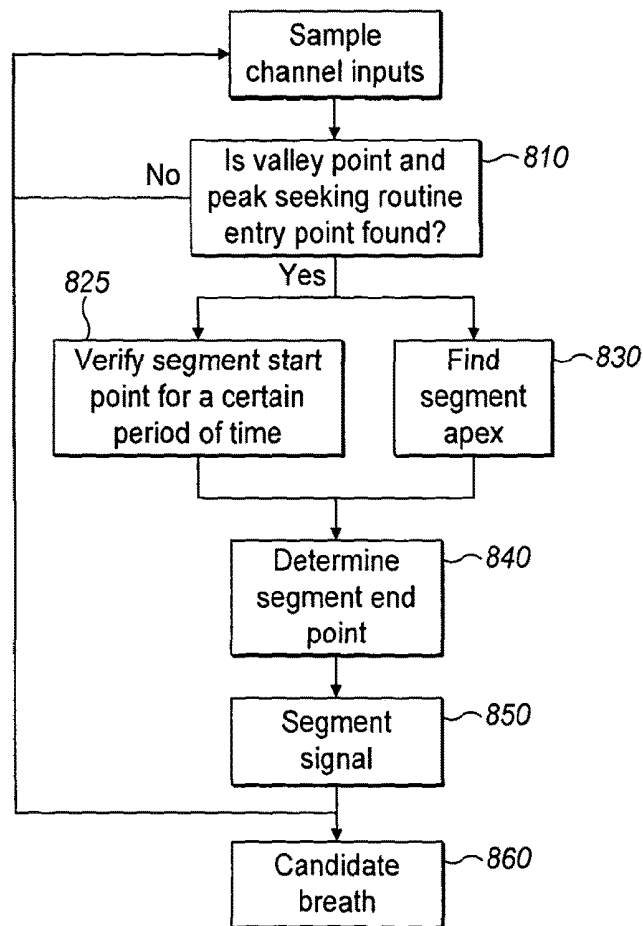 Sample
channel inputs
Is valley point and
peak seeking routine
entry point found?
810
No
Yes
825
Verify segment start
point for a certain
period of time
Find
segment
apex
830
Determine
segment end
point
840
Segment
signal
850
Candidate
breath
860